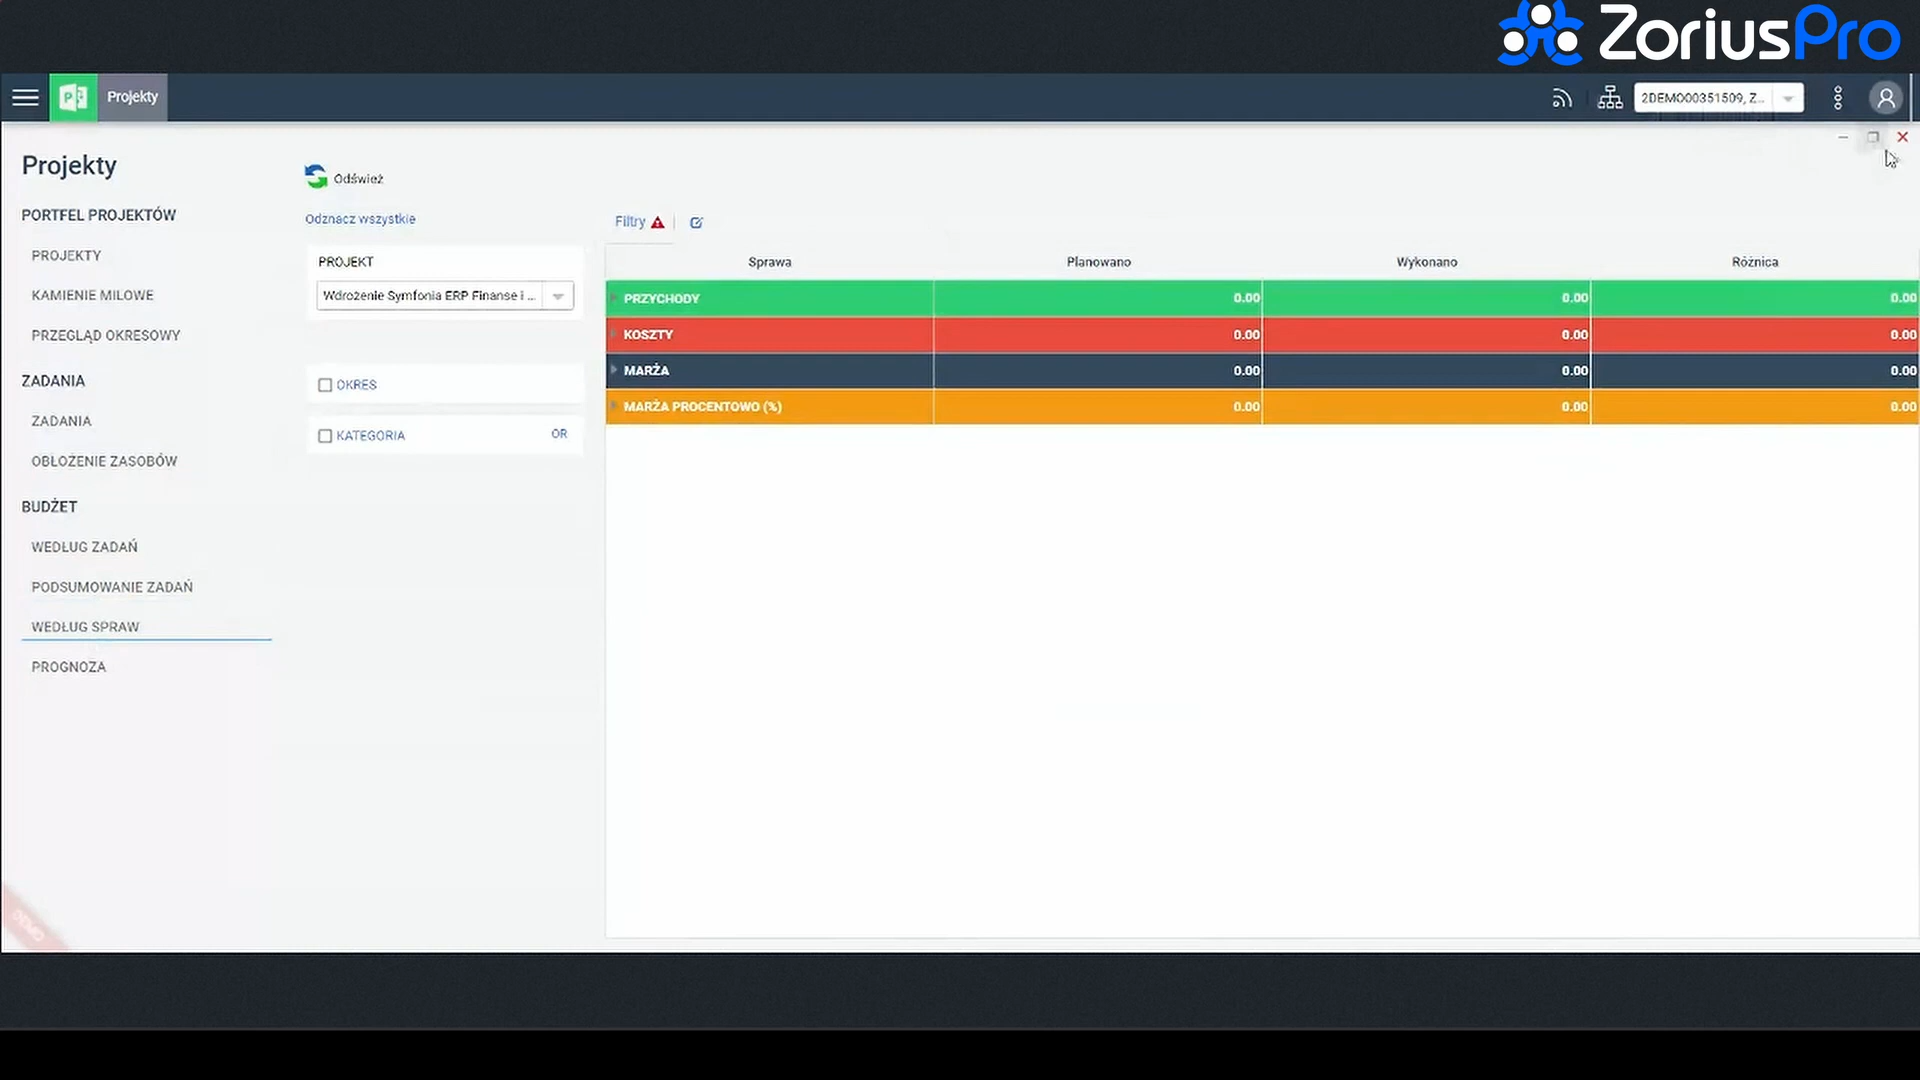 ZoriusPro
Projekty
2DEMO00351509, Z...
Projekty
PORTFEL PROJEKTÓW
PROJEKTY
KAMIENIE MILOWE
PRZEGLĄD OKRESOWY
ZADANIA
ZADANIA
OBŁOŻENIE ZASOBÓW
BUDŻET
WEDŁUG ZADAŃ
PODSUMOWANIE ZADAŃ
WEDŁUG SPRAW
PROGNOZA
DEMO
Odśwież
Odznacz wszystkie
PROJEKT
Wdrożenie Symfonia ERP Finanse i ...
OKRES
KATEGORIA OR
Filtry
Sprawa Planowano Wykonano Różnica
PRZYCHODY 0.00 0.00 0.00
KOSZTY 0.00 0.00 0.00
MARŻA 0.00 0.00 0.00
MARŻA PROCENTOWO (%) 0.00 0.00 0.00